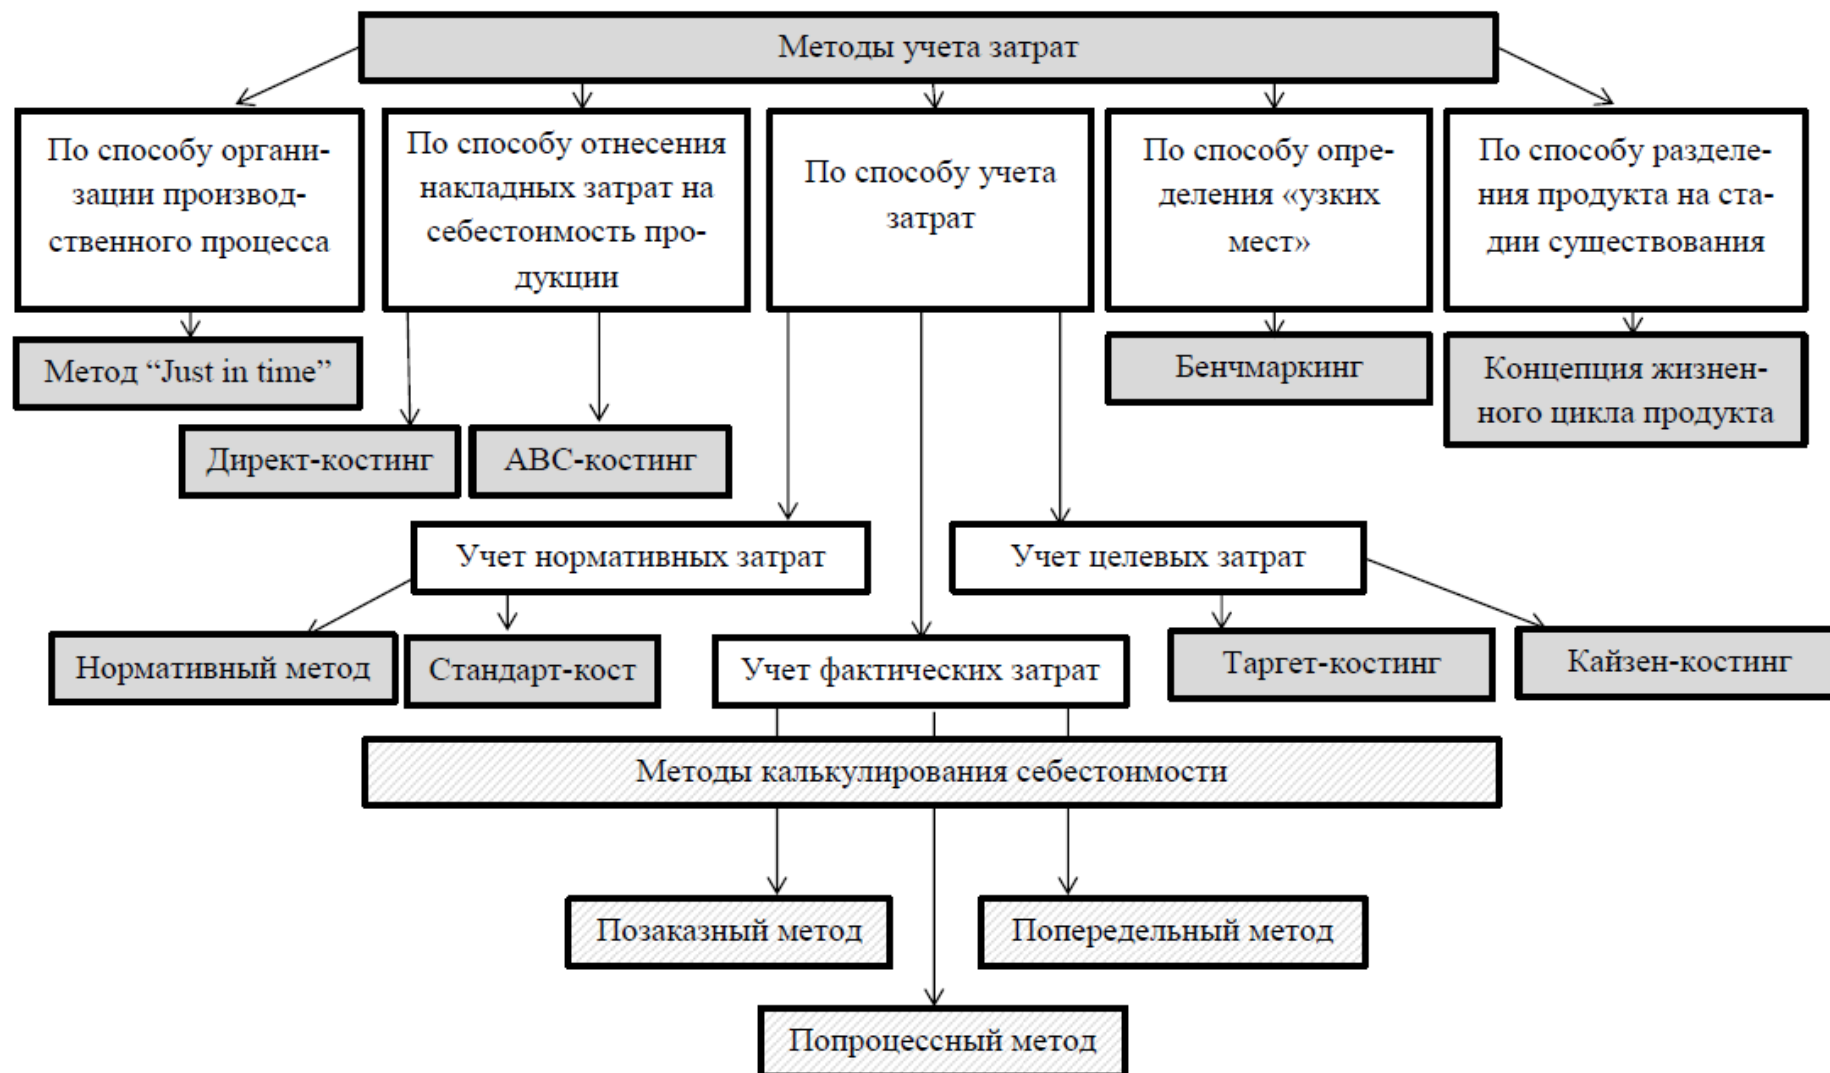 Методы учета затрат
По способу органи-
зации производ-
ственного процесса
По способу отнесения
накладных затрат на
себестоимость про-
дукции
По способу учета
затрат
По способу опре-
деления «узких
мест»
По способу разделе-
ния продукта на ста-
дии существования
Метод “Just in time”
Директ-костинг
АВС-костинг
Бенчмаркинг
Концепция жизнен-
ного цикла продукта
Учет нормативных затрат
Учет целевых затрат
Нормативный метод
Стандарт-кост
Учет фактических затрат
Таргет-костинг
Кайзен-костинг
Методы калькулирования себестоимости
Позаказный метод
Попередельный метод
Попроцессный метод